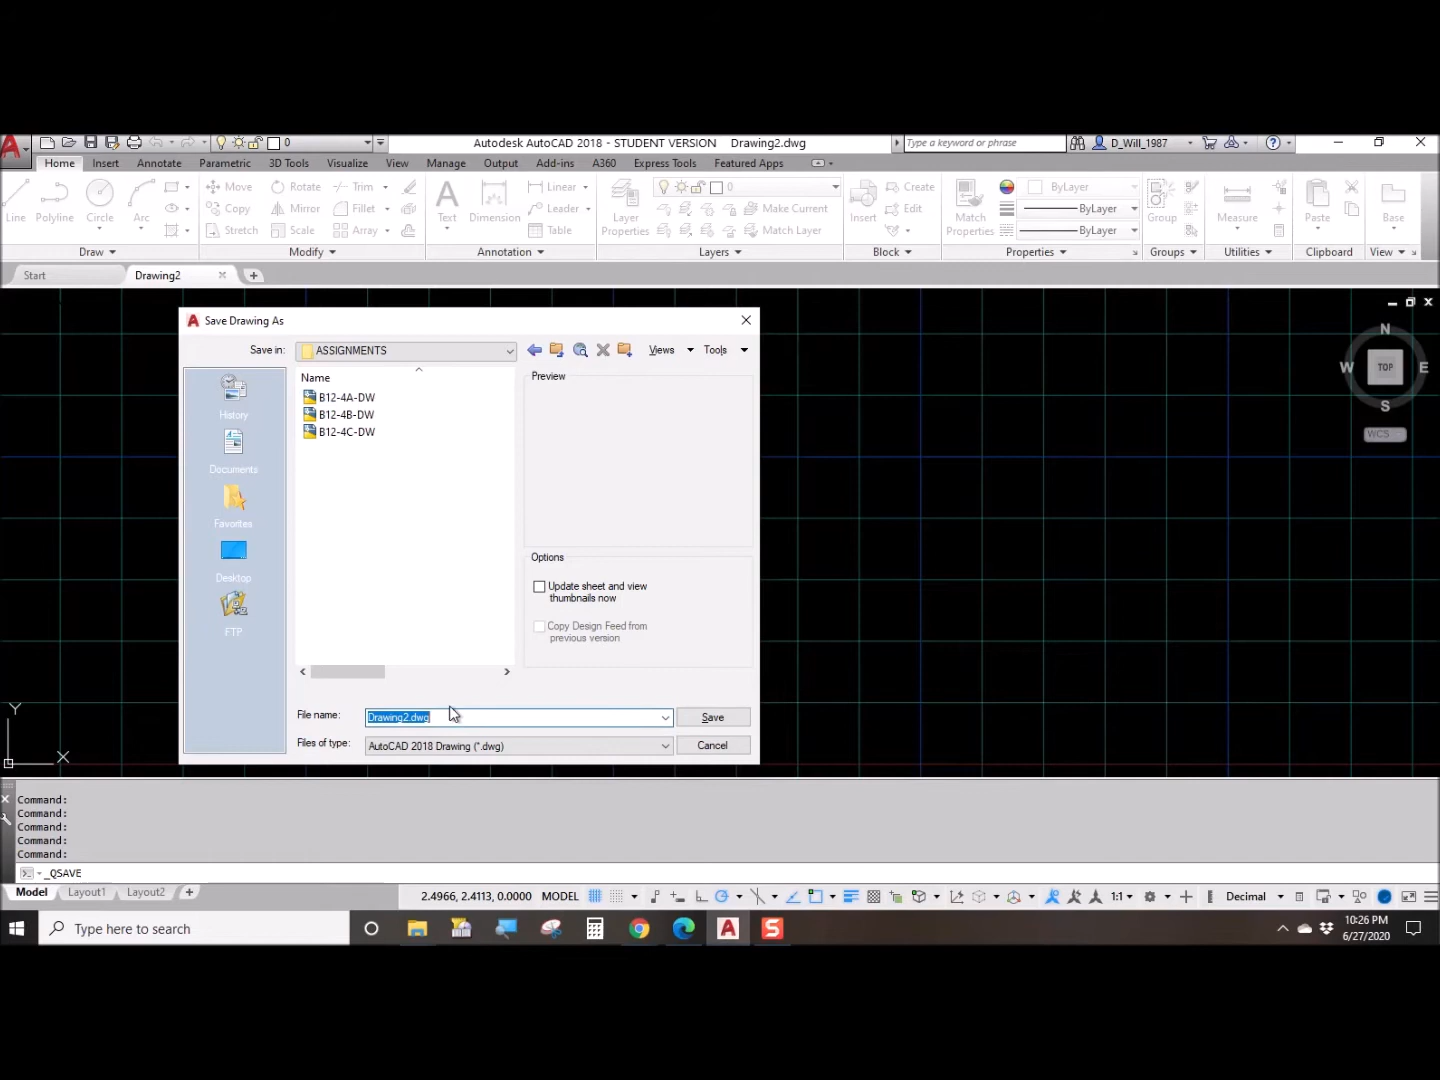 0
Autodesk AutoCAD 2018 - STUDENT VERSION Drawing2.dwg
Type a keyword or phrase
D_Will_1987
Home Insert Annotate Parametric 3D Tools Visualize View Manage Output Add-ins A360 Express Tools Featured Apps
Line Polyline Circle Arc
Move Rotate Trim
Copy Mirror Fillet
Stretch Scale Array
Text Dimension
Linear
Leader
Table
Layer Properties
0
Make Current
Match Layer
Insert
Create
Edit
Match Properties
ByLayer
ByLayer
ByLayer
Group
Measure
Paste
Base
Draw Modify Annotation Layers Block Properties Groups Utilities Clipboard View
Start Drawing2
Save Drawing As
Save in: ASSIGNMENTS Views Tools
Name
B12-4A-DW
B12-4B-DW
B12-4C-DW
History
Documents
Favorites
Desktop
FTP
Preview
Options
Update sheet and view
thumbnails now
Copy Design Feed from
previous version
File name: Drawing2.dwg Save
Files of type: AutoCAD 2018 Drawing (*.dwg) Cancel
N
W TOP E
S
WCS
Y
X
Command:
Command:
Command:
Command:
Command:
_QSAVE
Model Layout1 Layout2
2.4966, 2.4113, 0.0000 MODEL 1:1 Decimal
Type here to search
10:26 PM
6/27/2020